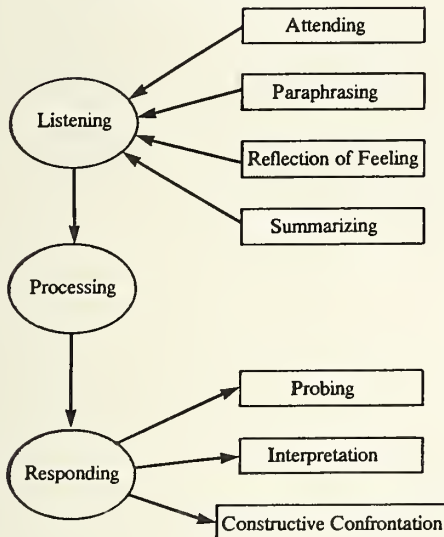 Attending
Paraphrasing
Listening
Reflection of Feeling
Summarizing
Processing
Probing
Interpretation
Responding
Constructive Confrontation